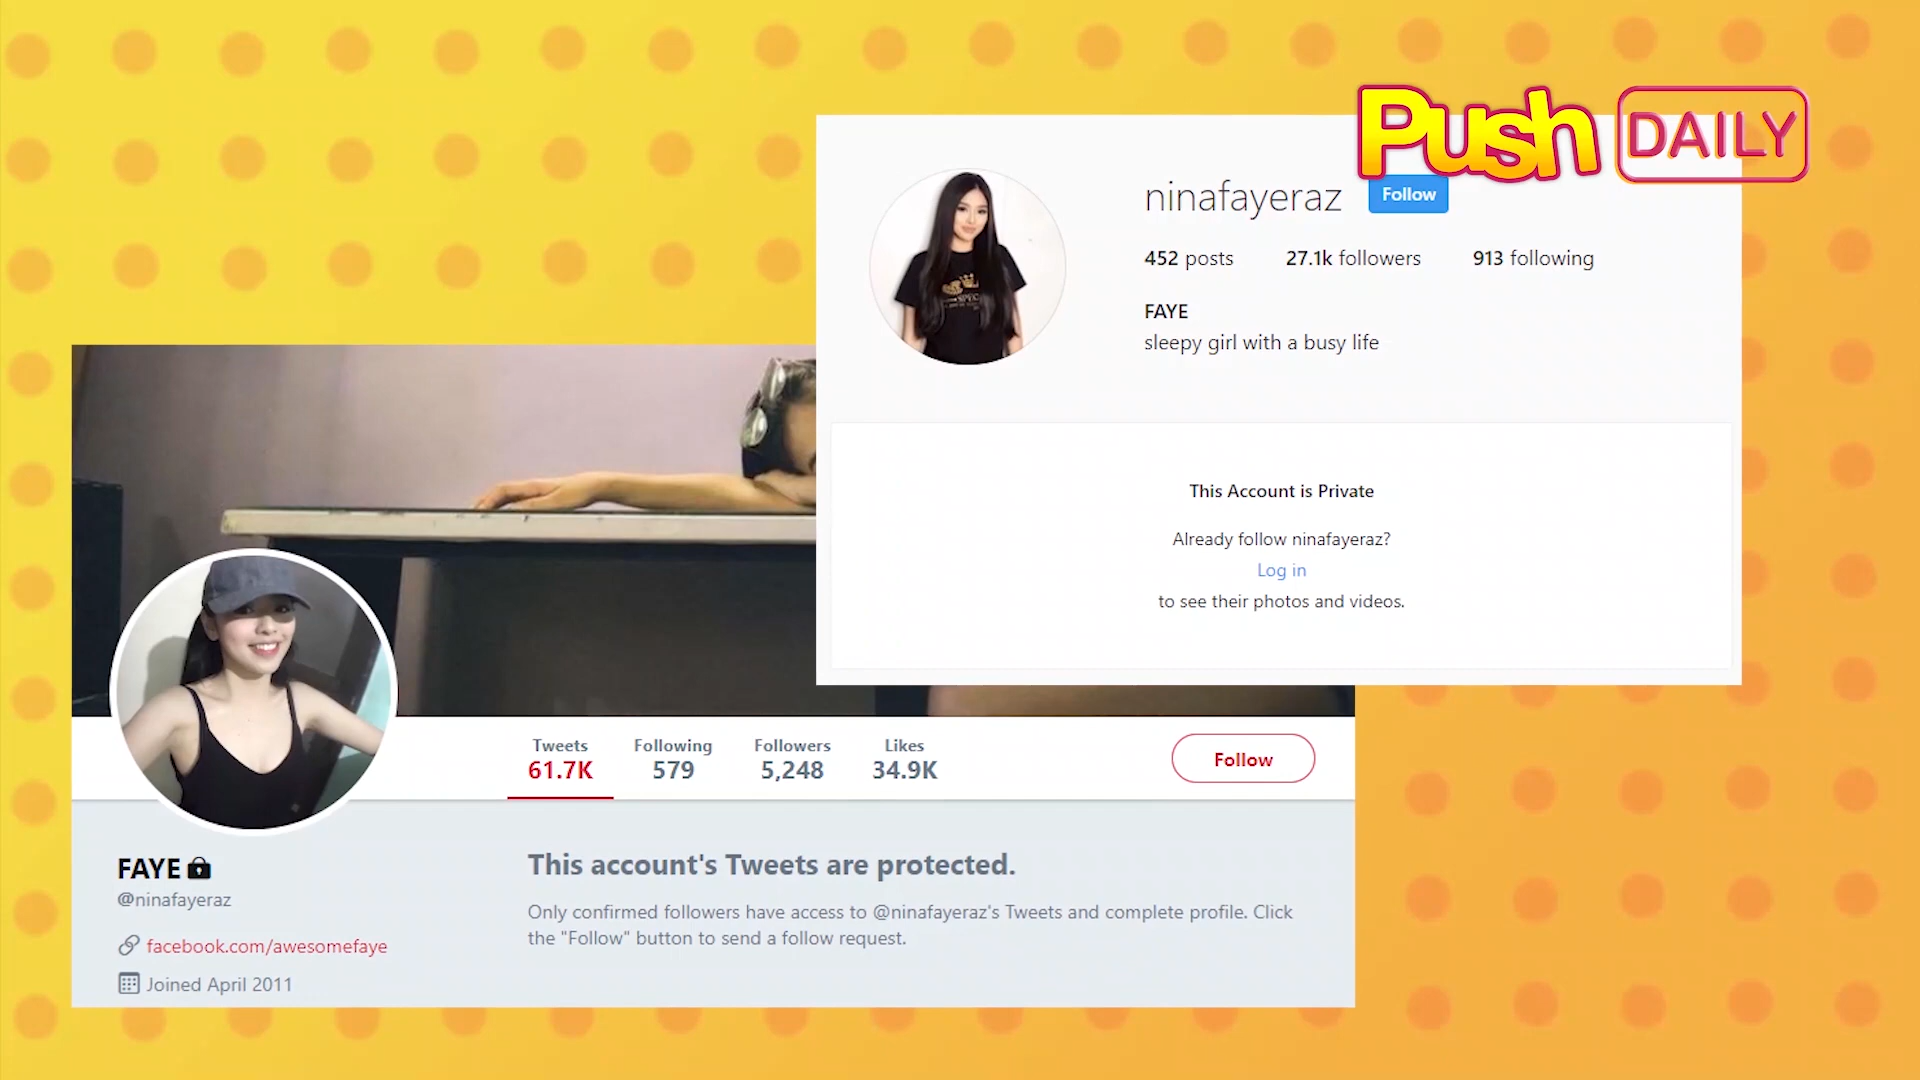 Push DAILY
ninafayeraz Follow
452 posts 27.1k followers 913 following
FAYE
sleepy girl with a busy life
This Account is Private
Already follow ninafayeraz?
Log in
to see their photos and videos.
Tweets Following Followers Likes
61.7K 579 5,248 34.9K
Follow
FAYE
@ninafayeraz
facebook.com/awesomefaye
Joined April 2011
This account's Tweets are protected.
Only confirmed followers have access to @ninafayeraz's Tweets and complete profile. Click
the "Follow" button to send a follow request.